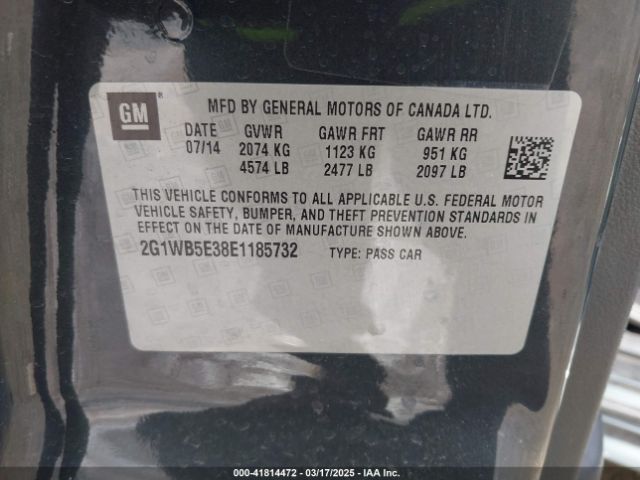 GM ®
MFD BY GENERAL MOTORS OF CANADA LTD.
DATE GVWR GAWR FRT GAWR RR
07/14 2074 KG 1123 KG 951 KG
4574 LB 2477 LB 2097 LB
THIS VEHICLE CONFORMS TO ALL APPLICABLE U.S. FEDERAL MOTOR
VEHICLE SAFETY, BUMPER, AND THEFT PREVENTION STANDARDS IN
EFFECT ON THE DATE OF MANUFACTURE SHOWN ABOVE.
2G1WB5E38E1185732 TYPE: PASS CAR
000-41814472 — 03/17/2025 — IAA Inc.